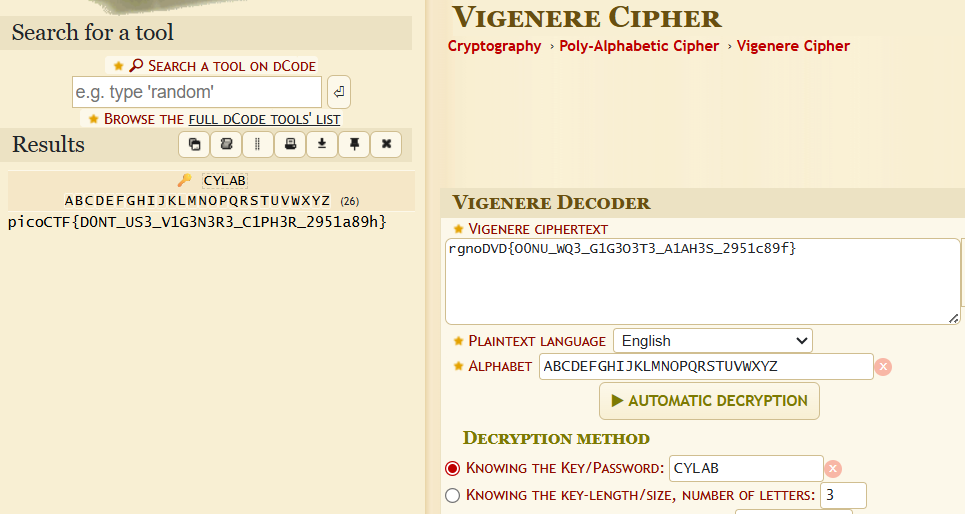 Search for a tool
Search a tool on dCode
e.g. type 'random'
Browse the full dCode tools' list
Results
CYLAB
ABCDEFGHIJKLMNOPQRSTUVWXYZ (26)
picoCTF{D0NT_US3_V1G3N3R3_C1PH3R_2951a89h}
Vigenere Cipher
Cryptography › Poly-Alphabetic Cipher › Vigenere Cipher
Vigenere Decoder
Vigenere ciphertext
rgnoDVD{O0NU_WQ3_G1G3O3T3_A1AH3S_2951c89f}
Plaintext language English
Alphabet ABCDEFGHIJKLMNOPQRSTUVWXYZ x
▶ Automatic Decryption
Decryption method
Knowing the Key/Password: CYLAB x
Knowing the key-length/size, number of letters: 3